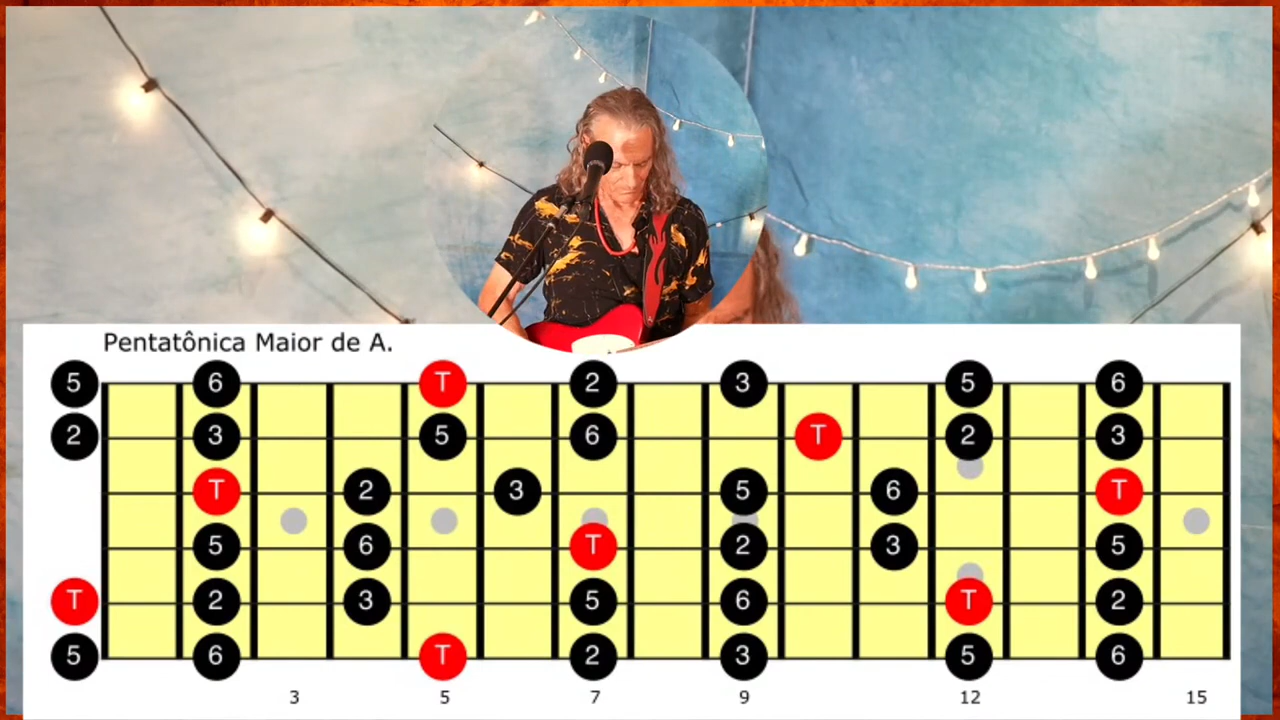 Pentatônica Maior de A.
5 6 T 2 3 5 6
2 3 5 6 T 2 3
T 2 3 5 6 T
5 6 T 2 3 5
T 2 3 5 6 T 2
5 6 T 2 3 5 6
3 5 7 9 12 15